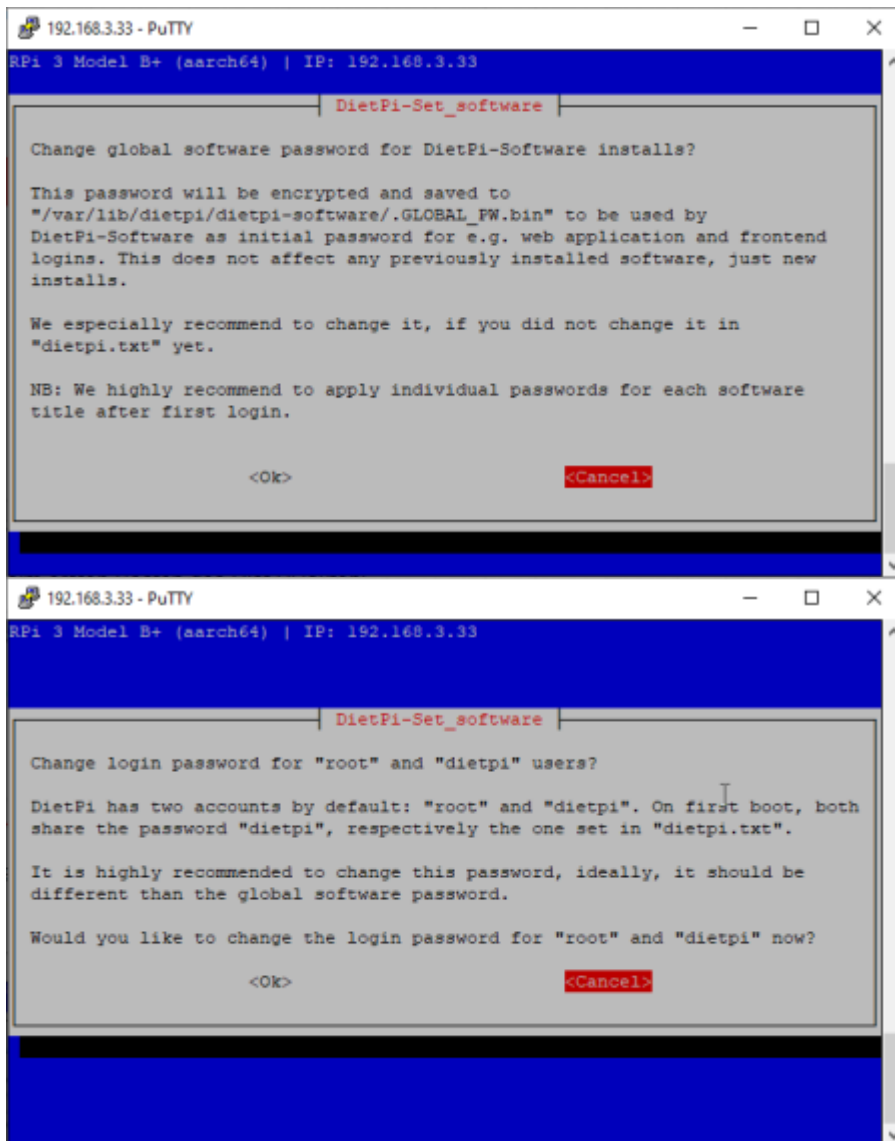 192.168.3.33 - PuTTY
RPi 3 Model B+ (aarch64) | IP: 192.168.3.33
DietPi-Set_software
Change global software password for DietPi-Software installs?
This password will be encrypted and saved to
"/var/lib/dietpi/dietpi-software/.GLOBAL_PW.bin" to be used by
DietPi-Software as initial password for e.g. web application and frontend
logins. This does not affect any previously installed software, just new
installs.
We especially recommend to change it, if you did not change it in
"dietpi.txt" yet.
NB: We highly recommend to apply individual passwords for each software
title after first login.
<Ok> <Cancel>
192.168.3.33 - PuTTY
RPi 3 Model B+ (aarch64) | IP: 192.168.3.33
DietPi-Set_software
Change login password for "root" and "dietpi" users?
DietPi has two accounts by default: "root" and "dietpi". On first boot, both
share the password "dietpi", respectively the one set in "dietpi.txt".
It is highly recommended to change this password, ideally, it should be
different than the global software password.
Would you like to change the login password for "root" and "dietpi" now?
<Ok> <Cancel>